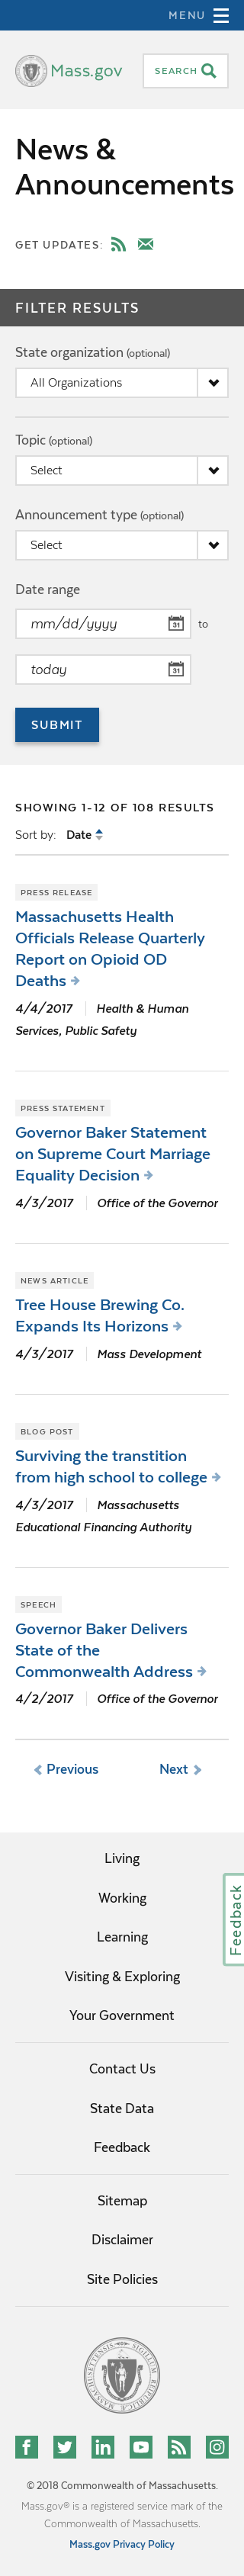 MENU
Mass.gov
SEARCH
News &
Announcements
GET UPDATES:
FILTER RESULTS
State organization (optional)
All Organizations
Topic (optional)
Select
Announcement type (optional)
Select
Date range
mm/dd/yyyy
31
to
today
31
SUBMIT
SHOWING 1-12 OF 108 RESULTS
Sort by: Date
PRESS RELEASE
Massachusetts Health
Officials Release Quarterly
Report on Opioid OD
Deaths
4/4/2017 Health & Human
Services, Public Safety
PRESS STATEMENT
Governor Baker Statement
on Supreme Court Marriage
Equality Decision
4/3/2017 Office of the Governor
NEWS ARTICLE
Tree House Brewing Co.
Expands Its Horizons
4/3/2017 Mass Development
BLOG POST
Surviving the transtition
from high school to college
4/3/2017 Massachusetts
Educational Financing Authority
SPEECH
Governor Baker Delivers
State of the
Commonwealth Address
4/2/2017 Office of the Governor
Previous Next
Feedback
Living
Working
Learning
Visiting & Exploring
Your Government
Contact Us
State Data
Feedback
Sitemap
Disclaimer
Site Policies
© 2018 Commonwealth of Massachusetts.
Mass.gov® is a registered service mark of the
Commonwealth of Massachusetts.
Mass.gov Privacy Policy